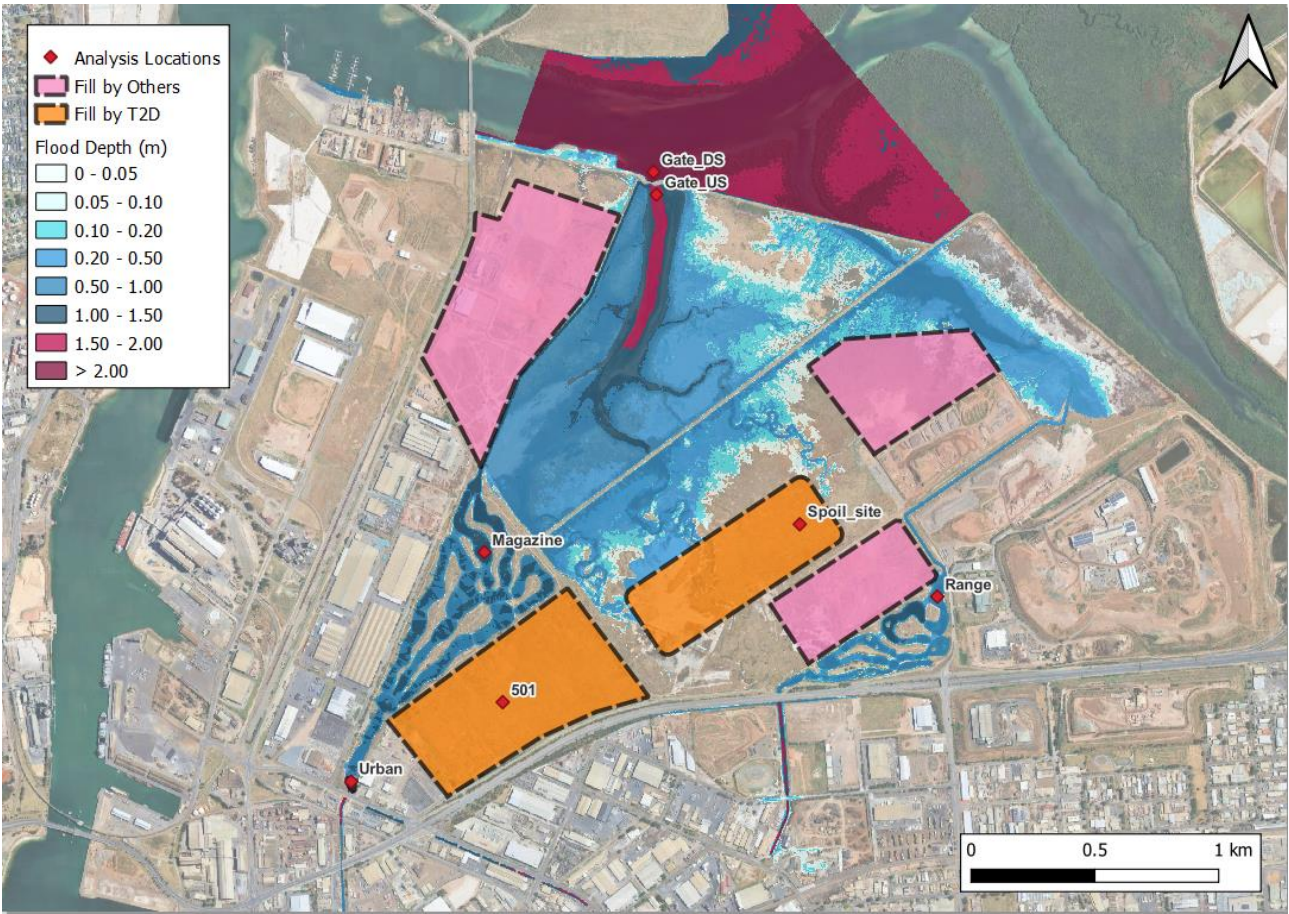 Analysis Locations
Fill by Others
Fill by T2D
Flood Depth (m)
0 - 0.05
0.05 - 0.10
0.10 - 0.20
0.20 - 0.50
0.50 - 1.00
1.00 - 1.50
1.50 - 2.00
> 2.00
Gate_DS
Gate_US
Spoil_site
Magazine
Range
501
Urban
0 0.5 1 km